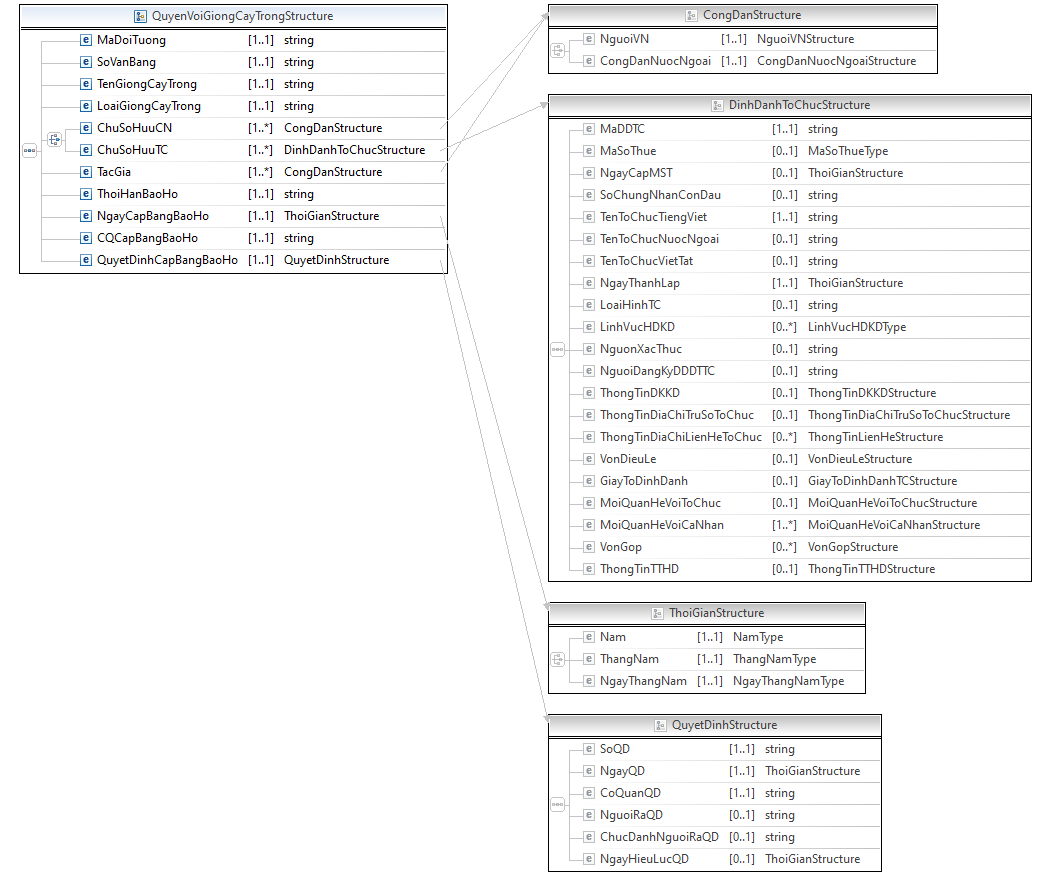 QuyenVoiGiongCayTrongStructure
MaDoiTuong [1..1] string
SoVanBang [1..1] string
TenGiongCayTrong [1..1] string
LoaiGiongCayTrong [1..1] string
ChuSoHuuCN [1..*] CongDanStructure
ChuSoHuuTC [1..*] DinhDanhToChucStructure
TacGia [1..*] CongDanStructure
ThoiHanBaoHo [1..1] string
NgayCapBangBaoHo [1..1] ThoiGianStructure
CQCapBangBaoHo [1..1] string
QuyetDinhCapBangBaoHo [1..1] QuyetDinhStructure
CongDanStructure
NguoiVN [1..1] NguoiVNStructure
CongDanNuocNgoai [1..1] CongDanNuocNgoaiStructure
DinhDanhToChucStructure
MaDDTC [1..1] string
MaSoThue [0..1] MaSoThueType
NgayCapMST [0..1] ThoiGianStructure
SoChungNhanConDau [0..1] string
TenToChucTiengViet [1..1] string
TenToChucNuocNgoai [0..1] string
TenToChucVietTat [0..1] string
NgayThanhLap [1..1] ThoiGianStructure
LoaiHinhTC [0..1] string
LinhVucHDKD [0..*] LinhVucHDKDType
NguonXacThuc [0..1] string
NguoiDangKyDDDTTC [0..1] string
ThongTinDKKD [0..1] ThongTinDKKDStructure
ThongTinDiaChiTruSoToChuc [0..1] ThongTinDiaChiTruSoToChucStructure
ThongTinDiaChiLienHeToChuc [0..*] ThongTinLienHeStructure
VonDieuLe [0..1] VonDieuLeStructure
GiayToDinhDanh [0..1] GiayToDinhDanhTCStructure
MoiQuanHeVoiToChuc [0..1] MoiQuanHeVoiToChucStructure
MoiQuanHeVoiCaNhan [1..*] MoiQuanHeVoiCaNhanStructure
VonGop [0..*] VonGopStructure
ThongTinTTHD [0..1] ThongTinTTHDStructure
ThoiGianStructure
Nam [1..1] NamType
ThangNam [1..1] ThangNamType
NgayThangNam [1..1] NgayThangNamType
QuyetDinhStructure
SoQD [1..1] string
NgayQD [1..1] ThoiGianStructure
CoQuanQD [1..1] string
NguoiRaQD [0..1] string
ChucDanhNguoiRaQD [0..1] string
NgayHieuLucQD [0..1] ThoiGianStructure